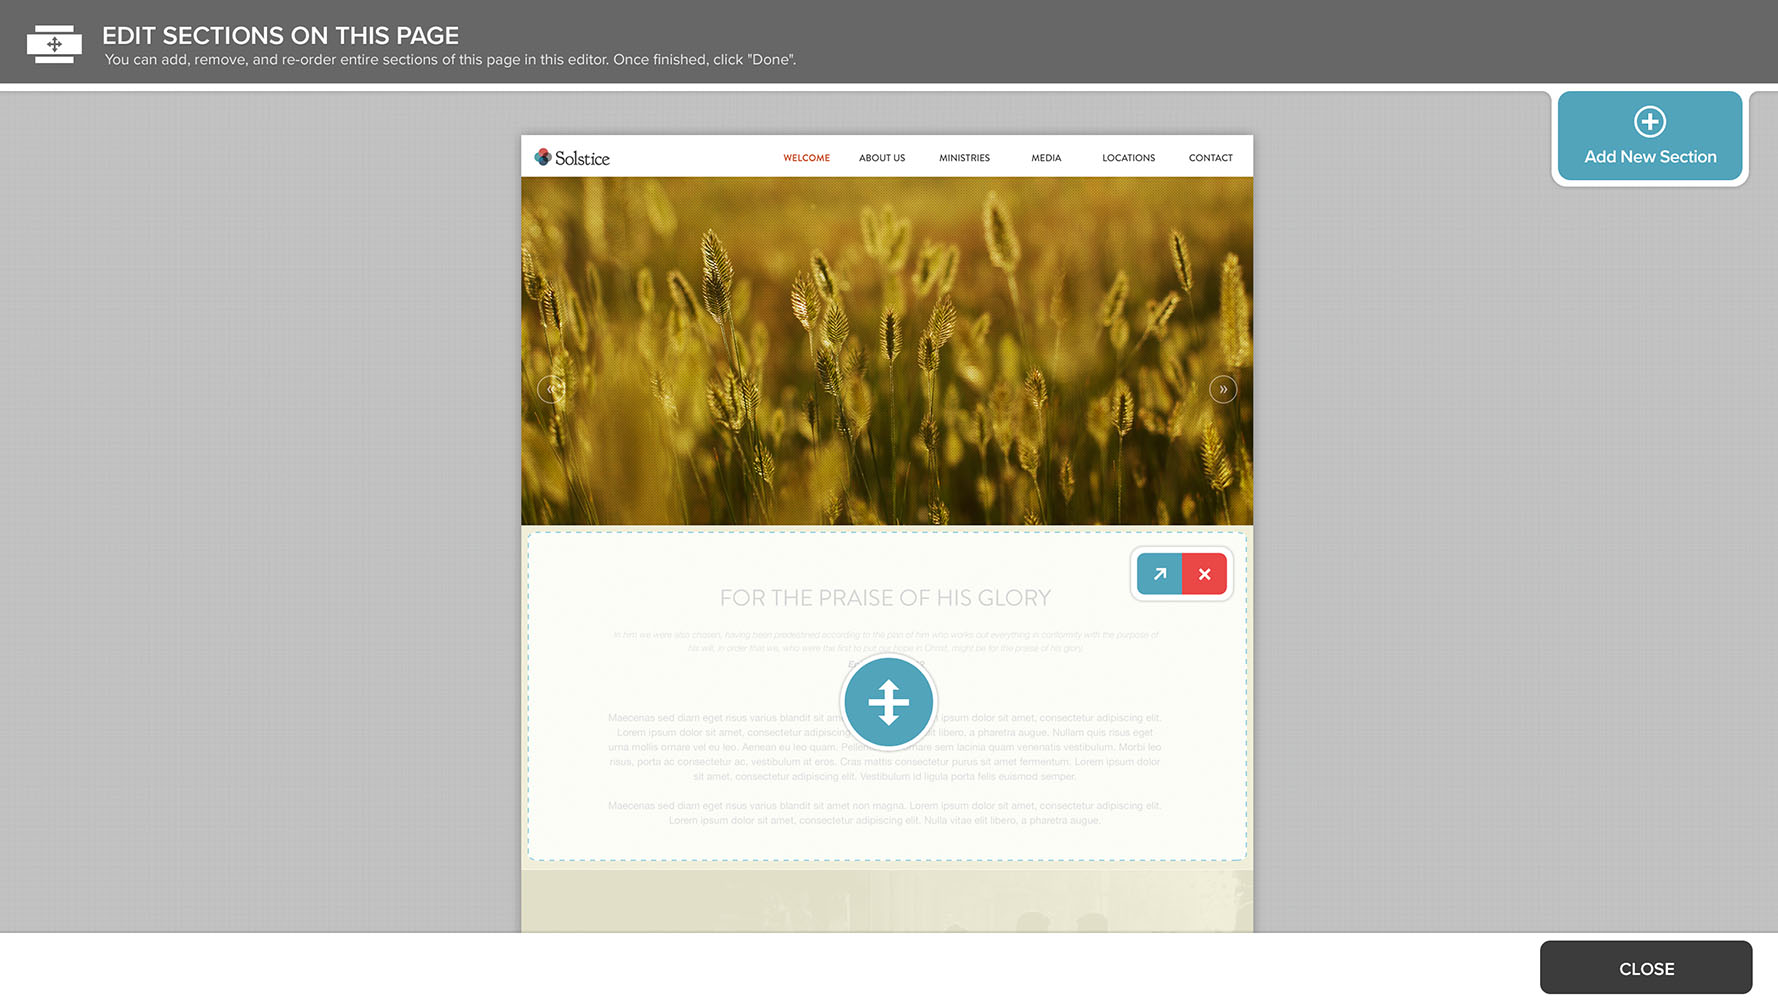 EDIT SECTIONS ON THIS PAGE
You can add, remove, and re-order entire sections of this page in this editor. Once finished, click "Done".
Add New Section
Solstice
WELCOME ABOUT US MINISTRIES MEDIA LOCATIONS CONTACT
FOR THE PRAISE OF HIS GLORY
In him we were also chosen, having been predestined according to the plan of him who works out everything in conformity with the purpose of
his will, in order that we, who were the first to put our hope in Christ, might be for the praise of his glory.
Maecenas sed diam eget risus varius blandit sit ipsum dolor sit amet, consectetur adipiscing elit.
Lorem ipsum dolor sit amet, consectetur adipiscing libero, a pharetra augue. Nullam quis risus eget
urna mollis ornare vel eu leo. Aenean eu leo quam. sem lacinia quam venenatis vestibulum. Morbi leo
risus, porta ac consectetur ac, vestibulum at eros. Cras mattis consectetur purus sit amet fermentum. Lorem ipsum dolor
sit amet, consectetur adipiscing elit. Vestibulum id ligula porta felis euismod semper.
Maecenas sed diam eget risus varius blandit sit amet non magna. Lorem ipsum dolor sit amet, consectetur adipiscing elit.
Lorem ipsum dolor sit amet, consectetur adipiscing elit. Nulla vitae elit libero, a pharetra augue.
CLOSE